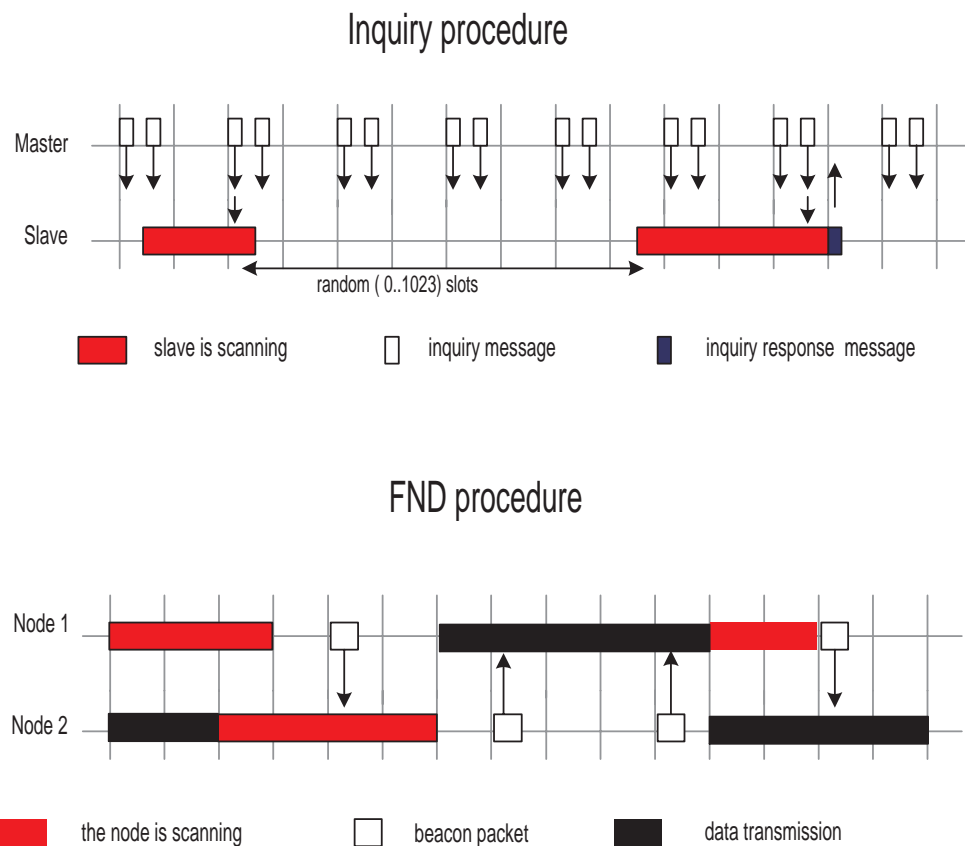 Inquiry procedure
Master
Slave
random ( 0..1023) slots
slave is scanning
inquiry message
inquiry response message
FND procedure
Node 1
Node 2
the node is scanning
beacon packet
data transmission